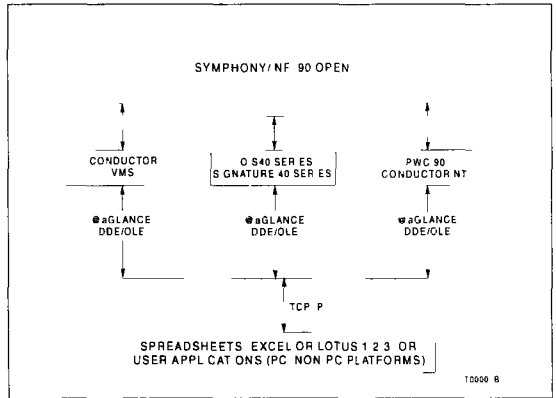 SYMPHONY/NF 90 OPEN
CONDUCTOR
VMS
O S40 SER ES
S GNATURE 40 SER ES
PWC 90
CONDUCTOR NT
@aGLANCE
DDE/OLE
@aGLANCE
DDE/OLE
@aGLANCE
DDE/OLE
TCP P
SPREADSHEETS EXCEL OR LOTUS 1 2 3 OR
USER APPL CAT ONS (PC NON PC PLATFORMS)
T0000 B